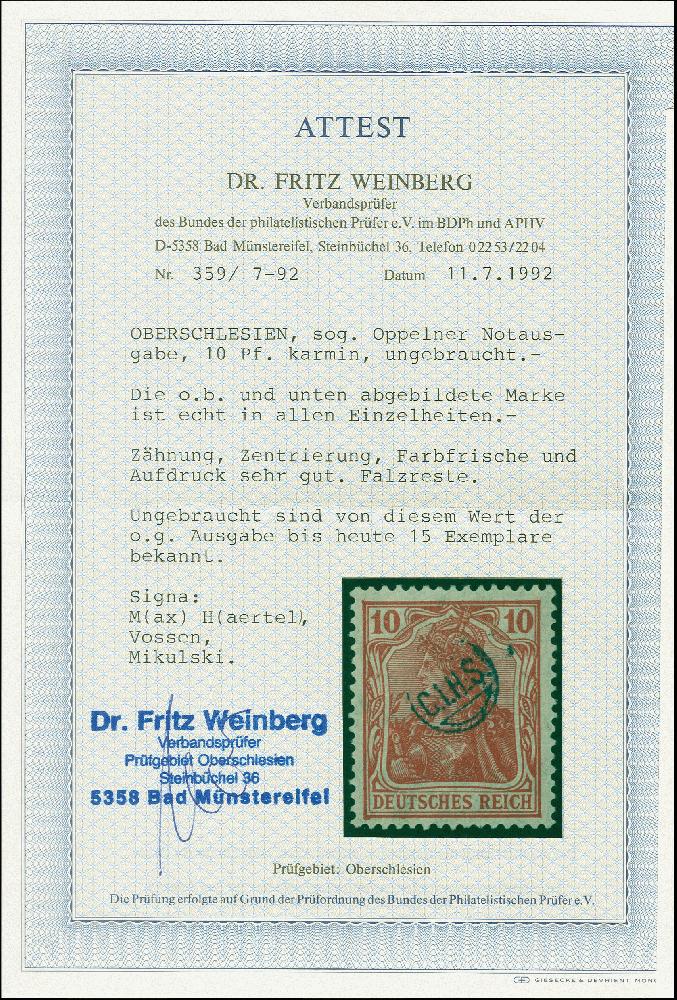 ATTEST
DR. FRITZ WEINBERG
Verbandsprüfer
des Bundes der philatelistischen Prüfer e.V. im BDPh und APHV
D-5358 Bad Münstereifel, Steinbüchel 36, Telefon 0 22 53/22 04
Nr. 359/ 7-92 Datum 11.7.1992
OBERSCHLESIEN, sog. Oppelner Notaus-
gabe, 10 Pf. karmin, ungebraucht.-
Die o.b. und unten abgebildete Marke
ist echt in allen Einzelheiten.-
Zähnung, Zentrierung, Farbfrische und
Aufdruck sehr gut. Falzreste.
Ungebraucht sind von diesem Wert der
o.g. Ausgabe bis heute 15 Exemplare
bekannt.
Signa:
M(ax) H(aertel),
Vossen,
Mikulski.
10 10
C.I.H.S.
DEUTSCHES REICH
Dr. Fritz Weinberg
Verbandsprüfer
Prüfgebiet Oberschlesien
Steinbüchel 36
5358 Bad Münstereifel
Prüfgebiet: Oberschlesien
Die Prüfung erfolgte auf Grund der Prüfordnung des Bundes der Philatelistischen Prüfer e.V.
GIESECKE & DEVRIENT